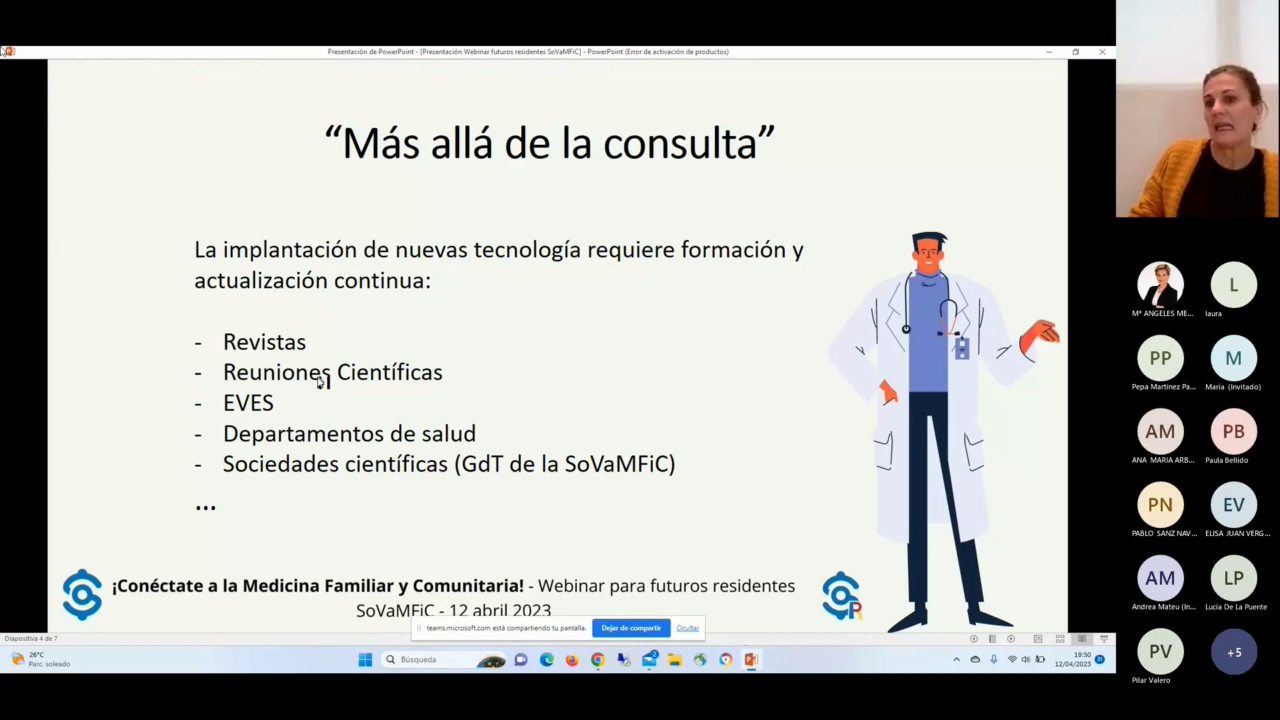 Presentación de PowerPoint - [Presentación Webinar futuros residentes SoVaMFiC] - PowerPoint (Error de activación de productos)
“Más allá de la consulta”
La implantación de nuevas tecnología requiere formación y
actualización continua:
- Revistas
- Reuniones Científicas
- EVES
- Departamentos de salud
- Sociedades científicas (GdT de la SoVaMFiC)
...
¡Conéctate a la Medicina Familiar y Comunitaria! - Webinar para futuros residentes
SoVaMFiC - 12 abril 2023
teams.microsoft.com está compartiendo tu pantalla.
Dejar de compartir
Ocultar
Diapositiva 4 de 7
26°C
Parc. soleado
Búsqueda
19:50
12/04/2023
31
Mª ANGELES ME...
L
laura
PP
Pepa Martinez Pa...
M
María (Invitado)
AM
ANA MARIA ARB...
PB
Paula Bellido
PN
PABLO SANZ NAV...
EV
ELISA JUAN VERG...
AM
Andrea Mateu (In...
LP
Lucía De La Puente
PV
Pilar Valero
+5